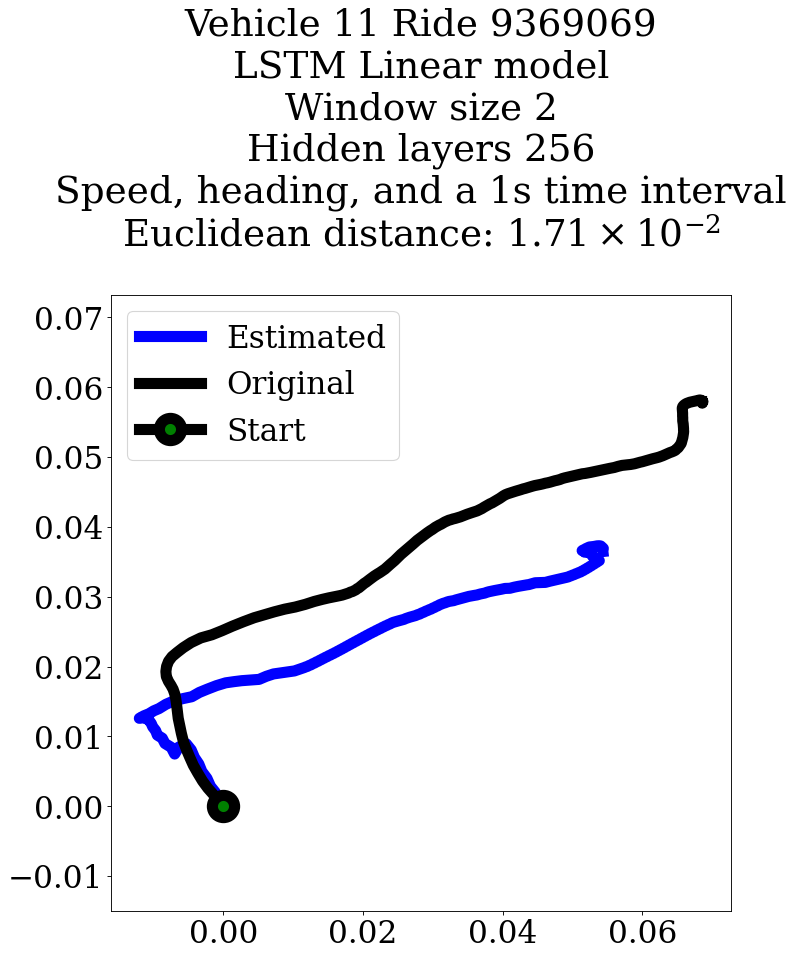 Vehicle 11 Ride 9369069
LSTM Linear model
Window size 2
Hidden layers 256
Speed, heading, and a 1s time interval
Euclidean distance: 1.71 × 10⁻²
Estimated
Original
Start
0.07
0.06
0.05
0.04
0.03
0.02
0.01
0.00
−0.01
0.00 0.02 0.04 0.06